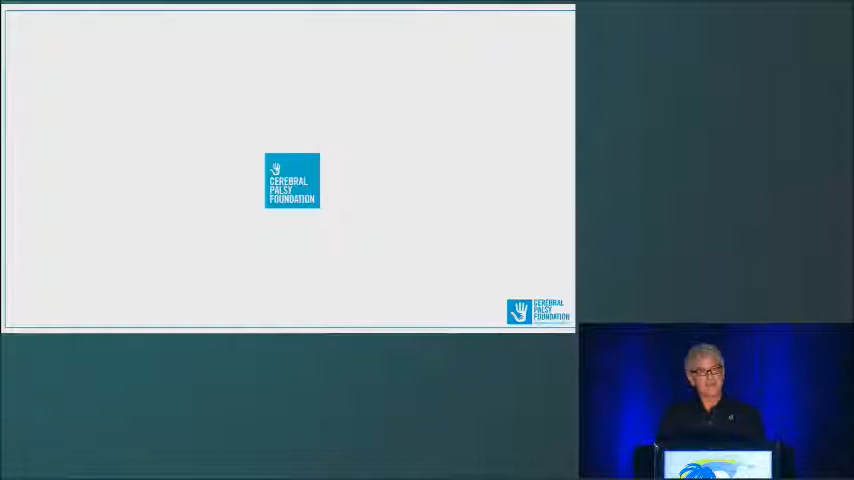 CEREBRAL
PALSY
FOUNDATION
CEREBRAL
PALSY
FOUNDATION